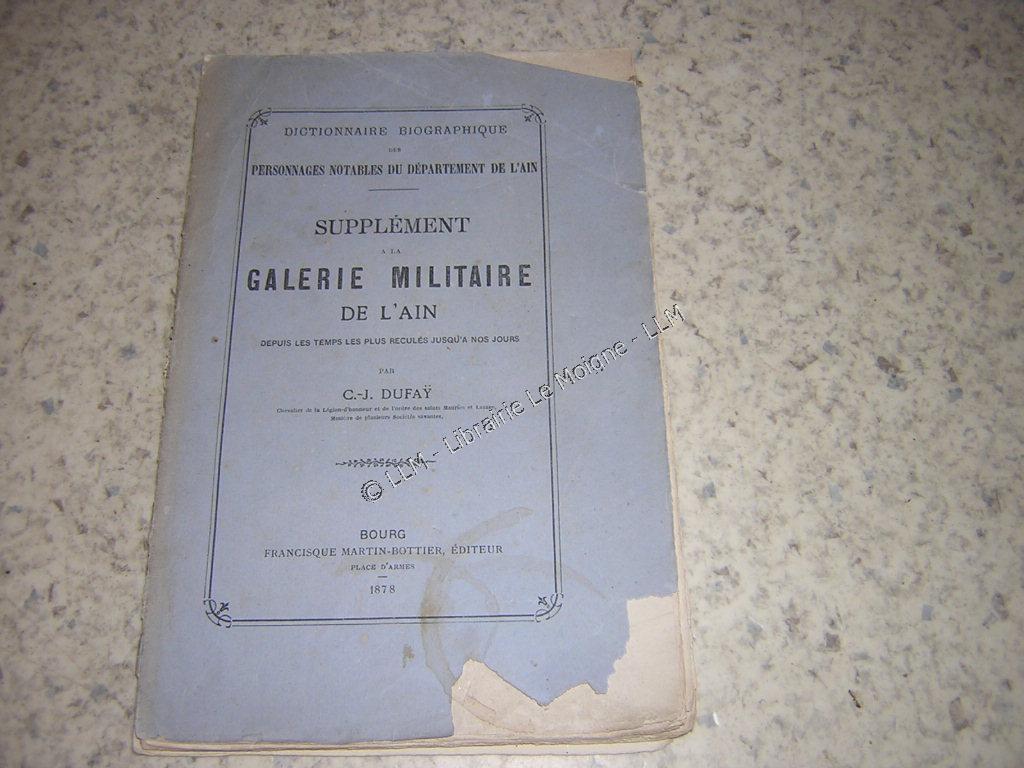 DICTIONNAIRE BIOGRAPHIQUE
DES
PERSONNAGES NOTABLES DU DÉPARTEMENT DE L'AIN
SUPPLÉMENT
A LA
GALERIE MILITAIRE
DE L'AIN
DEPUIS LES TEMPS LES PLUS RECULÉS JUSQU'A NOS JOURS
PAR
C.-J. DUFAŸ
Chevalier de la Légion-d'honneur et de l'ordre des saints Maurice et Lazare
Membre de plusieurs Sociétés savantes.
© LLM - Librairie Le Moigne - LLM
BOURG
FRANCISQUE MARTIN-BOTTIER, ÉDITEUR
PLACE D'ARMES
1878